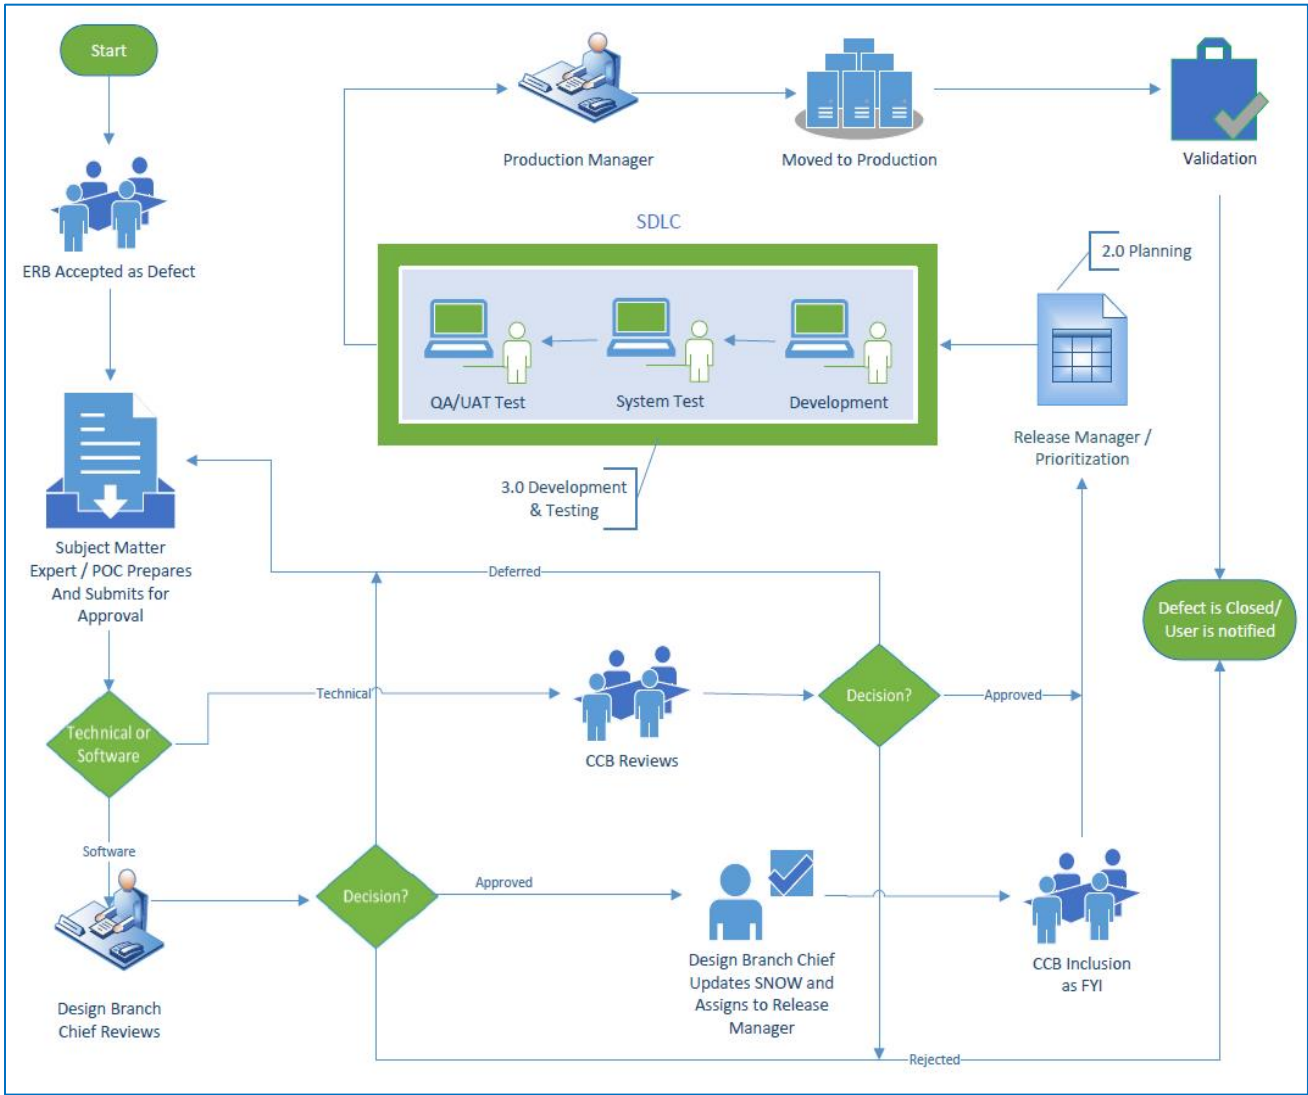 Start
Production Manager
Moved to Production
Validation
ERB Accepted as Defect
SDLC
2.0 Planning
QA/UAT Test
System Test
Development
Release Manager /
Prioritization
3.0 Development
& Testing
Subject Matter
Expert / POC Prepares
And Submits for
Approval
Deferred
Defect is Closed/
User is notified
Technical or
Software
Technical
CCB Reviews
Decision?
Approved
Software
Design Branch
Chief Reviews
Decision?
Approved
Design Branch Chief
Updates SNOW and
Assigns to Release
Manager
CCB Inclusion
as FYI
Rejected